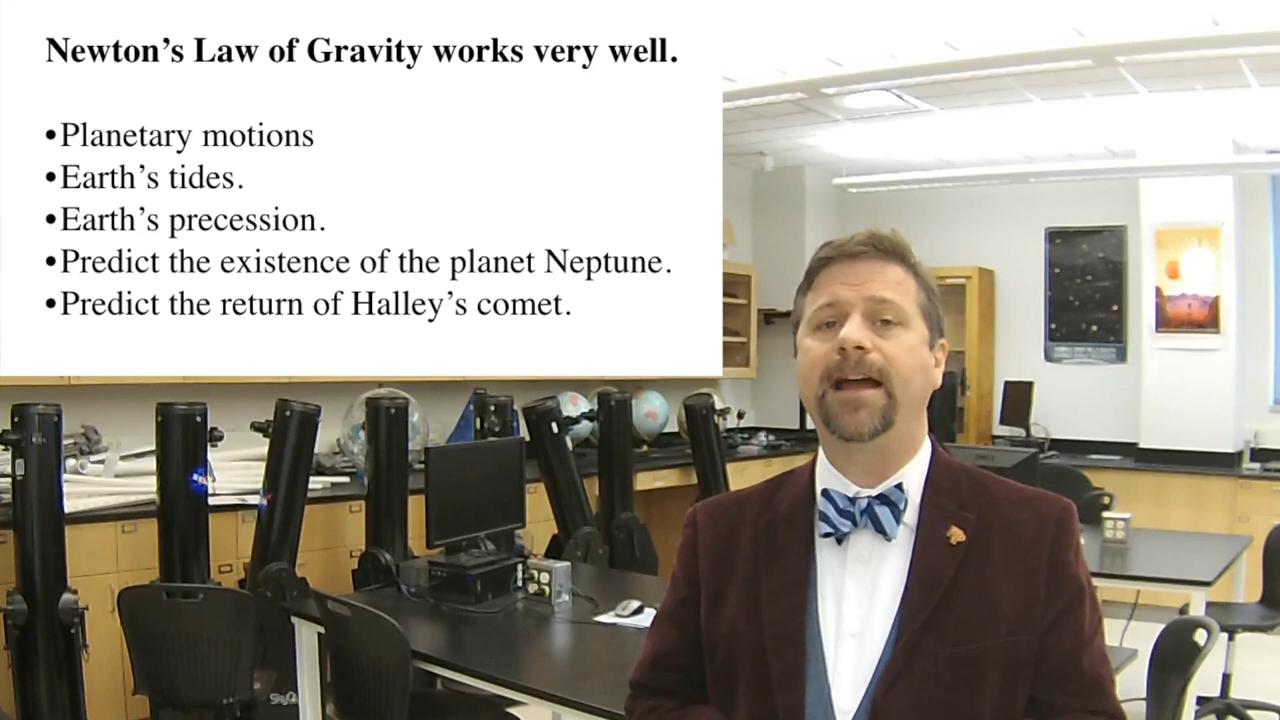 Newton’s Law of Gravity works very well.
•Planetary motions
•Earth’s tides.
•Earth’s precession.
•Predict the existence of the planet Neptune.
•Predict the return of Halley’s comet.
NASA